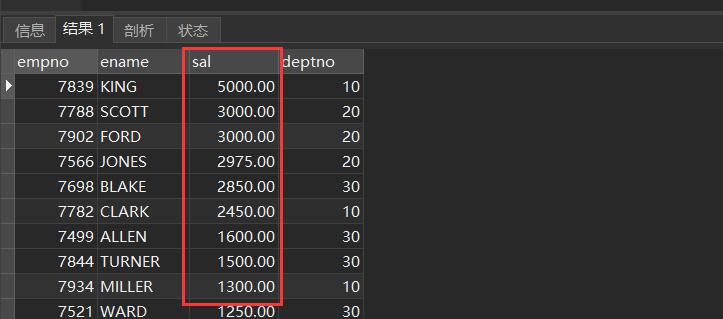 信息 结果 1 剖析 状态
empno ename sal deptno
7839 KING 5000.00 10
7788 SCOTT 3000.00 20
7902 FORD 3000.00 20
7566 JONES 2975.00 20
7698 BLAKE 2850.00 30
7782 CLARK 2450.00 10
7499 ALLEN 1600.00 30
7844 TURNER 1500.00 30
7934 MILLER 1300.00 10
7521 WARD 1250.00 30